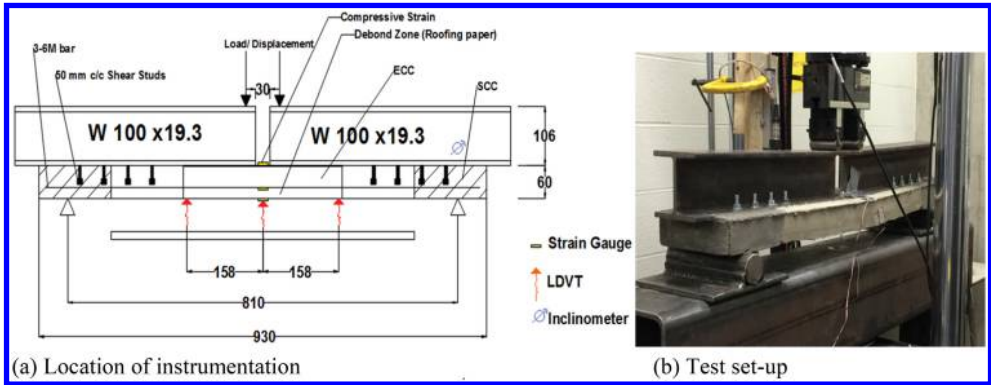 Compressive Strain
Debond Zone (Roofing paper)
Load/ Displacement
3-6M bar
ECC
50 mm c/c Shear Studs
SCC
30
W 100 x19.3
W 100 x19.3
106
60
Strain Gauge
158
158
LDVT
810
Inclinometer
930
(a) Location of instrumentation
(b) Test set-up